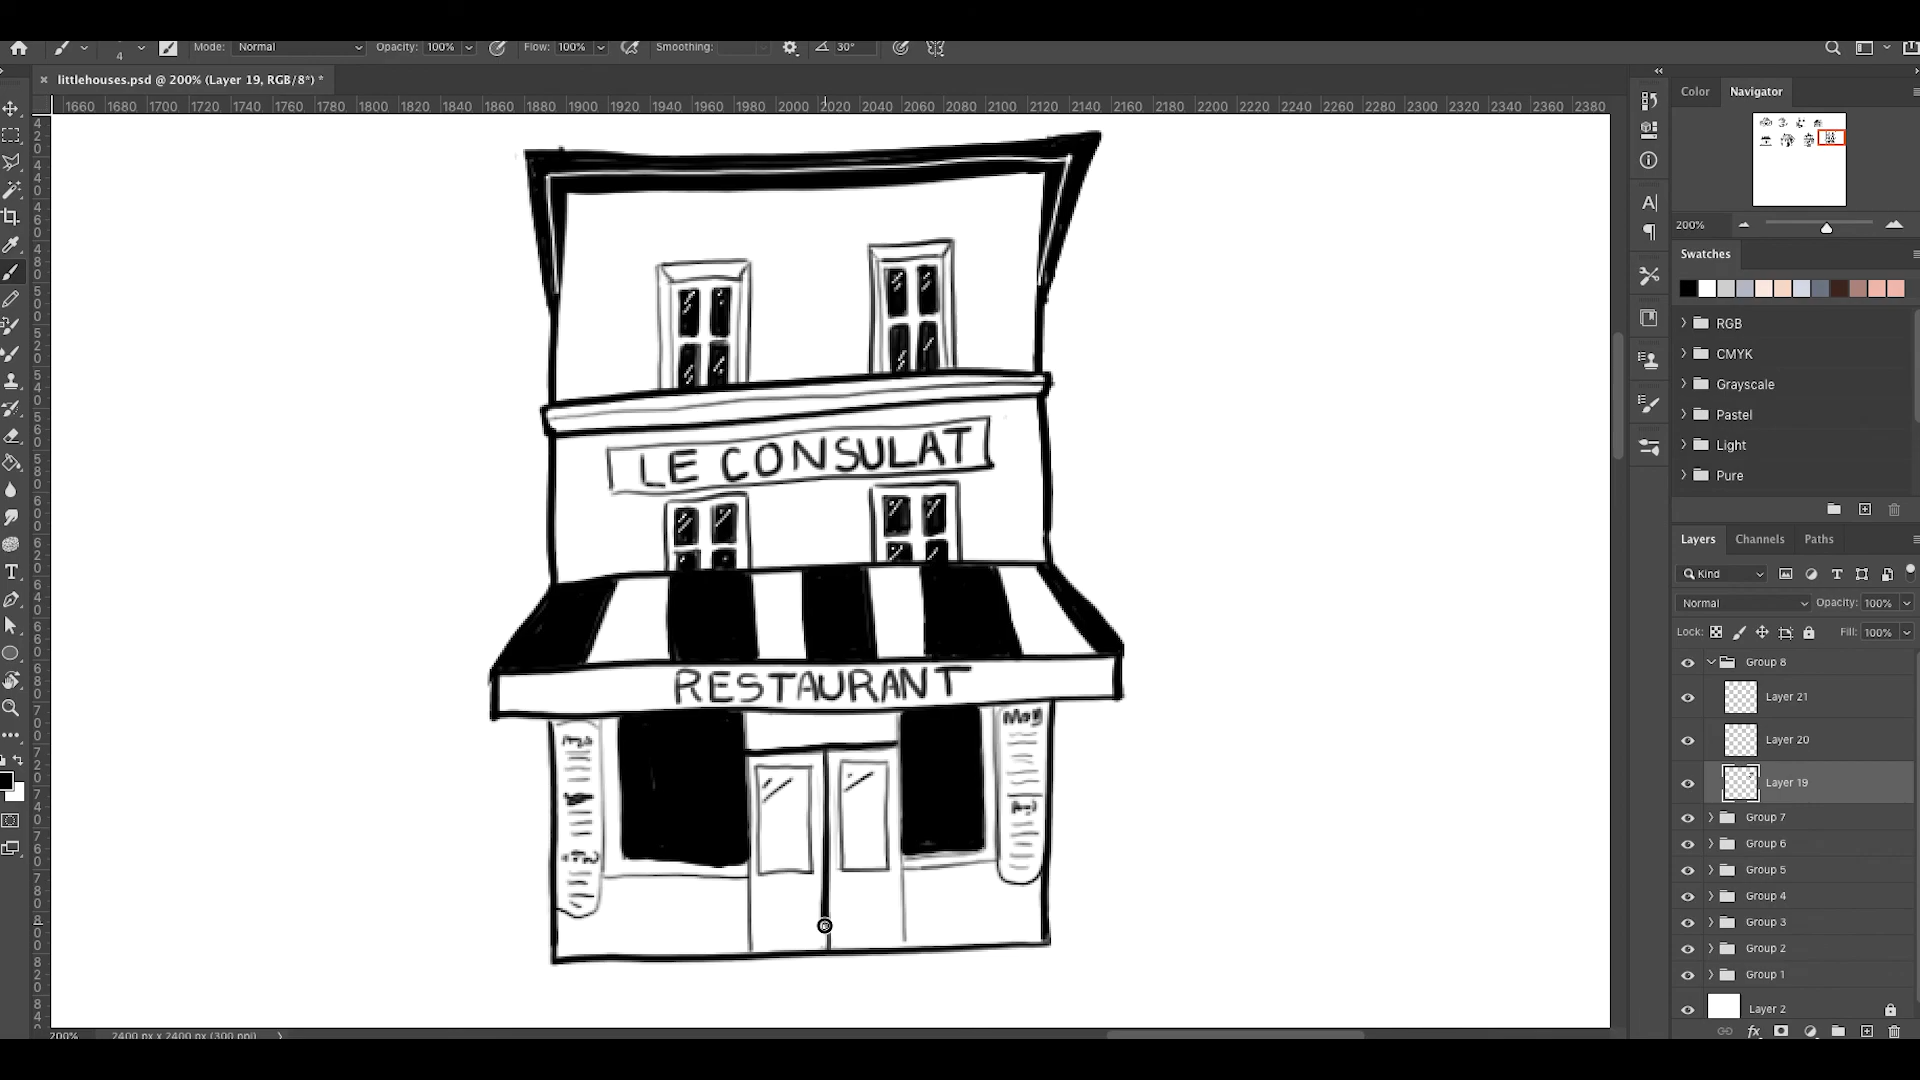 4
Mode: Normal
Opacity: 100%
Flow: 100%
Smoothing:
30°
littlehouses.psd @ 200% (Layer 19, RGB/8*) *
1660 1680 1700 1720 1740 1760 1780 1800 1820 1840 1860 1880 1900 1920 1940 1960 1980 2000 2020 2040 2060 2080 2100 2120 2140 2160 2180 2200 2220 2240 2260 2280 2300 2320 2340 2360 2380
Color Navigator
200%
Swatches
RGB
CMYK
Grayscale
Pastel
Light
Pure
LE CONSULAT
RESTAURANT
Layers Channels Paths
Kind
Normal Opacity: 100%
Lock: Fill: 100%
Group 8
Layer 21
Layer 20
Layer 19
Group 7
Group 6
Group 5
Group 4
Group 3
Group 2
Group 1
Layer 2
200% 2400 px x 2400 px (300 ppi)